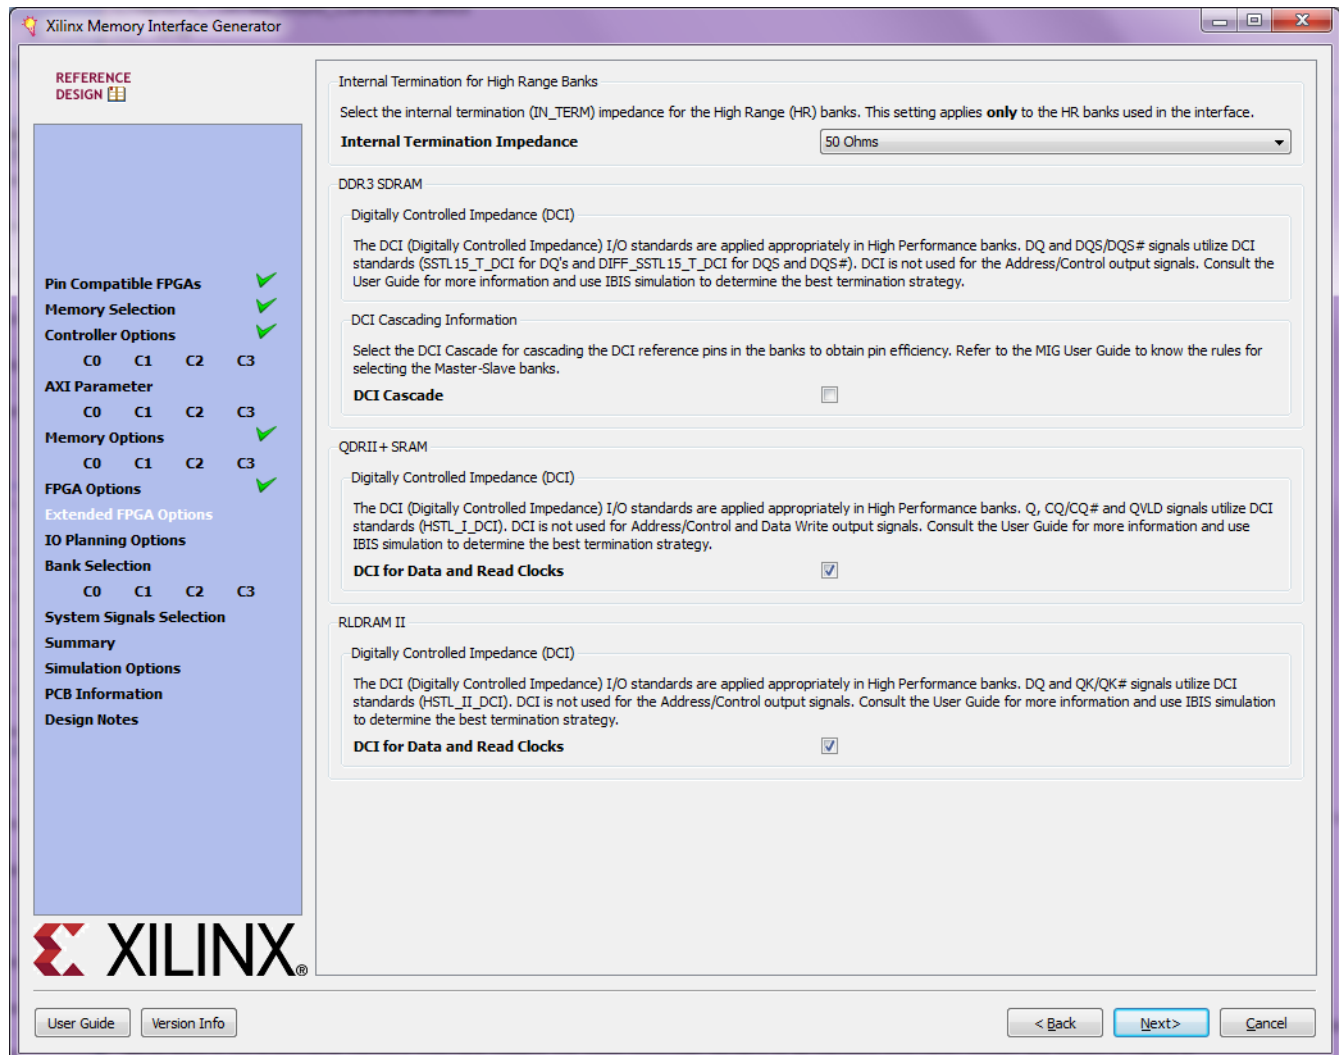 Xilinx Memory Interface Generator
REFERENCE
DESIGN
Pin Compatible FPGAs
Memory Selection
Controller Options
C0 C1 C2 C3
AXI Parameter
C0 C1 C2 C3
Memory Options
C0 C1 C2 C3
FPGA Options
Extended FPGA Options
IO Planning Options
Bank Selection
C0 C1 C2 C3
System Signals Selection
Summary
Simulation Options
PCB Information
Design Notes
XILINX®
Internal Termination for High Range Banks
Select the internal termination (IN_TERM) impedance for the High Range (HR) banks. This setting applies only to the HR banks used in the interface.
Internal Termination Impedance 50 Ohms
DDR3 SDRAM
Digitally Controlled Impedance (DCI)
The DCI (Digitally Controlled Impedance) I/O standards are applied appropriately in High Performance banks. DQ and DQS/DQS# signals utilize DCI
standards (SSTL15_T_DCI for DQ's and DIFF_SSTL15_T_DCI for DQS and DQS#). DCI is not used for the Address/Control output signals. Consult the
User Guide for more information and use IBIS simulation to determine the best termination strategy.
DCI Cascading Information
Select the DCI Cascade for cascading the DCI reference pins in the banks to obtain pin efficiency. Refer to the MIG User Guide to know the rules for
selecting the Master-Slave banks.
DCI Cascade
QDRII+ SRAM
Digitally Controlled Impedance (DCI)
The DCI (Digitally Controlled Impedance) I/O standards are applied appropriately in High Performance banks. Q, CQ/CQ# and QVLD signals utilize DCI
standards (HSTL_I_DCI). DCI is not used for Address/Control and Data Write output signals. Consult the User Guide for more information and use
IBIS simulation to determine the best termination strategy.
DCI for Data and Read Clocks
RLDRAM II
Digitally Controlled Impedance (DCI)
The DCI (Digitally Controlled Impedance) I/O standards are applied appropriately in High Performance banks. DQ and QK/QK# signals utilize DCI
standards (HSTL_II_DCI). DCI is not used for the Address/Control output signals. Consult the User Guide for more information and use IBIS simulation
to determine the best termination strategy.
DCI for Data and Read Clocks
User Guide Version Info < Back Next> Cancel